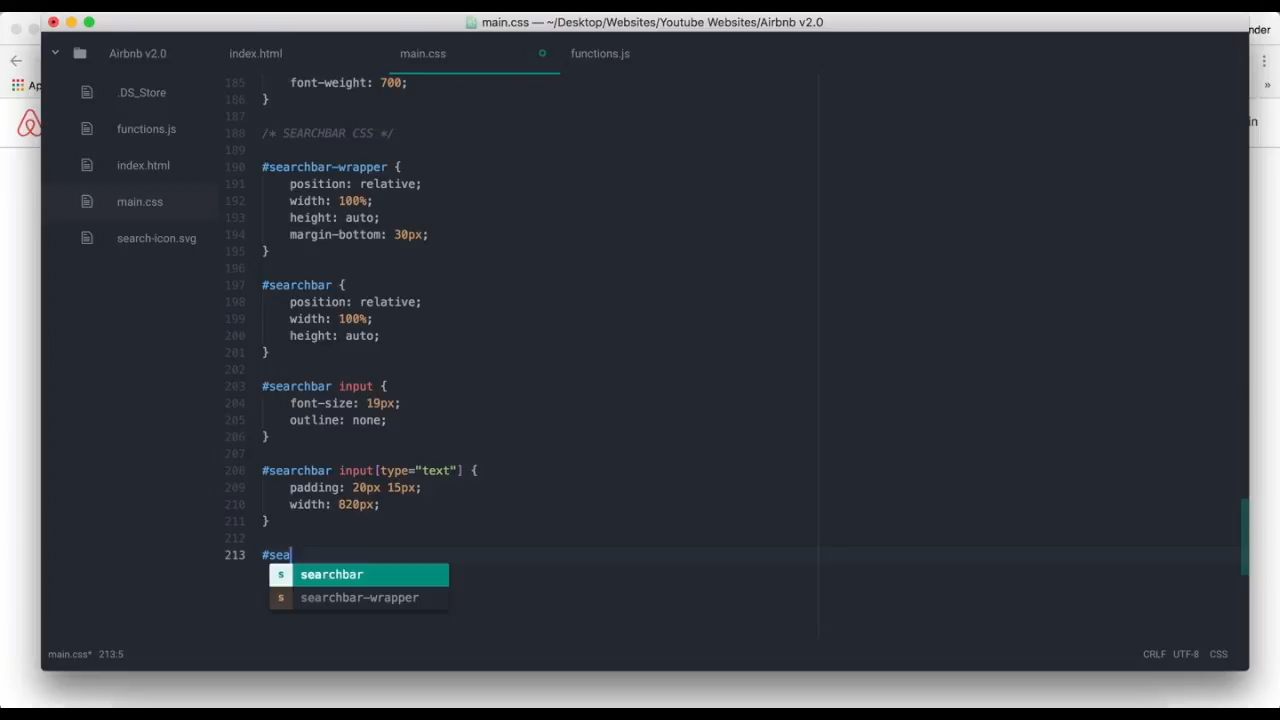 main.css — ~/Desktop/Websites/Youtube Websites/Airbnb v2.0
nder
Airbnb v2.0
index.html
main.css
functions.js
Ap
»
.DS_Store
functions.js
index.html
main.css
search-icon.svg
in
185 font-weight: 700;
186 }
187
188 /* SEARCHBAR CSS */
189
190 #searchbar-wrapper {
191 position: relative;
192 width: 100%;
193 height: auto;
194 margin-bottom: 30px;
195 }
196
197 #searchbar {
198 position: relative;
199 width: 100%;
200 height: auto;
201 }
202
203 #searchbar input {
204 font-size: 19px;
205 outline: none;
206 }
207
208 #searchbar input[type="text"] {
209 padding: 20px 15px;
210 width: 820px;
211 }
212
213 #sea
s searchbar
s searchbar-wrapper
main.css* 213:5
CRLF UTF-8 CSS